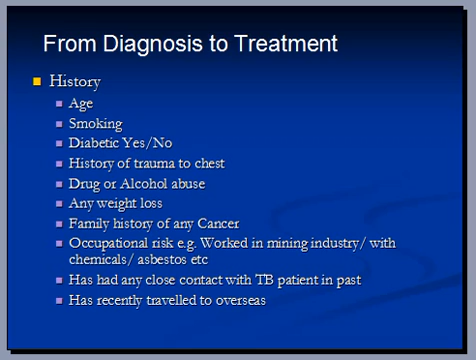 From Diagnosis to Treatment
History
Age
Smoking
Diabetic Yes/No
History of trauma to chest
Drug or Alcohol abuse
Any weight loss
Family history of any Cancer
Occupational risk e.g. Worked in mining industry/ with
chemicals/ asbestos etc
Has had any close contact with TB patient in past
Has recently travelled to overseas